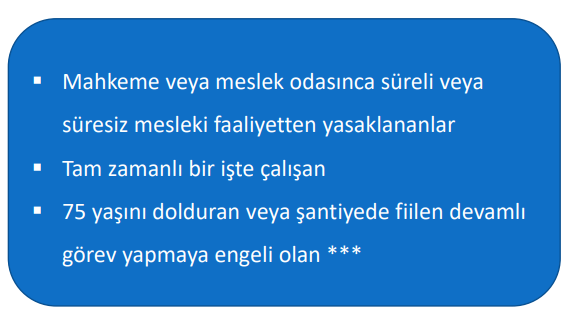 ▪ Mahkeme veya meslek odasınca süreli veya
süresiz mesleki faaliyetten yasaklananlar
▪ Tam zamanlı bir işte çalışan
▪ 75 yaşını dolduran veya şantiyede fiilen devamlı
görev yapmaya engeli olan ***